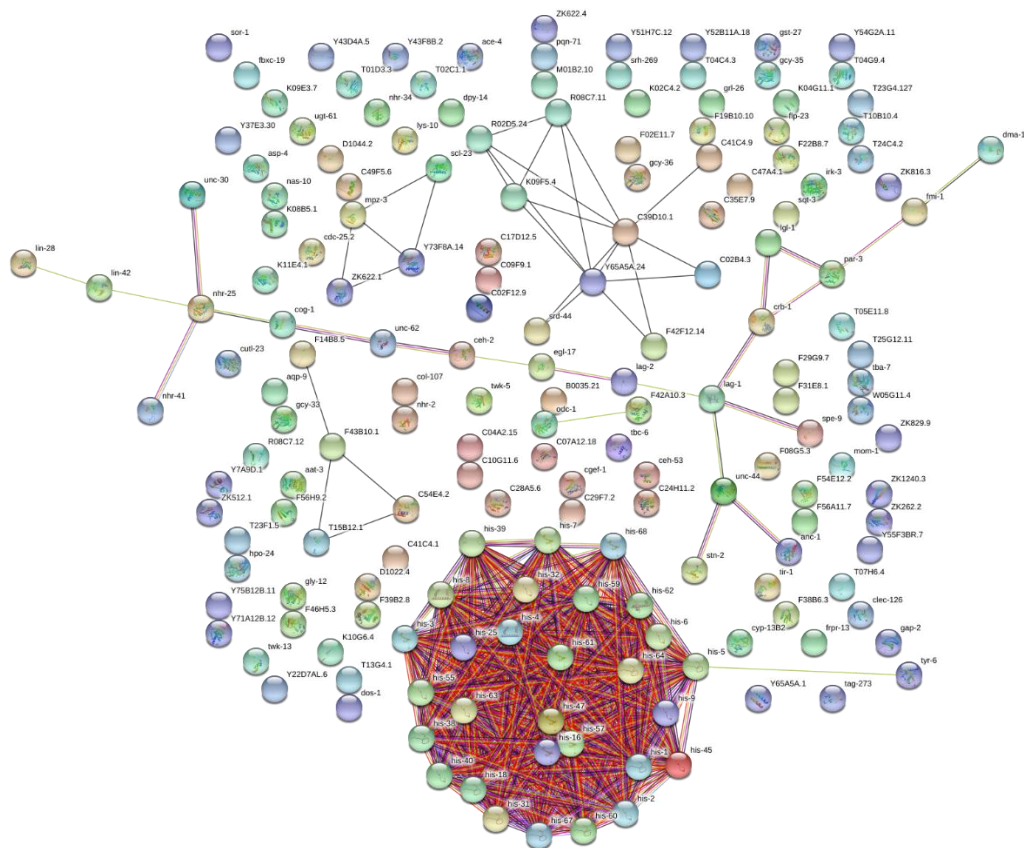 ZK622.4
sor-1
Y43D4A.5
Y43F8B.2
ace-4
pqn-71
Y51H7C.12
Y52B11A.18
gst-27
Y54G2A.11
fbxc-19
T01D3.3
T02C1.1
M01B2.10
srh-269
T04C4.3
gcy-35
T04G9.4
K09E3.7
nhr-34
dpy-14
R08C7.11
K02C4.2
grl-26
K04G11.1
T23G4.127
ugt-61
R02D5.24
F19B10.10
flp-23
T10B10.4
Y37E3.30
lys-10
F02E11.7
C41C4.9
F22B8.7
T24C4.2
dma-1
asp-4
D1044.2
scl-23
gcy-36
unc-30
nas-10
C49F5.6
K09F5.4
C47A4.1
irk-3
ZK816.3
mpz-3
C35E7.9
sqt-3
fmi-1
K08B5.1
C39D10.1
lgl-1
lin-28
cdc-25.2
Y73F8A.14
C17D12.5
par-3
lin-42
K11E4.1
ZK622.1
C09F9.1
Y65A5A.24
C02B4.3
nhr-25
C02F12.9
crb-1
cog-1
srd-44
T05E11.8
unc-62
F42F12.14
cutl-23
F14B8.5
ceh-2
T25G12.11
egl-17
F29G9.7
tba-7
aqp-9
col-107
lag-2
lag-1
nhr-41
twk-5
B0035.21
F42A10.3
F31E8.1
W05G11.4
gcy-33
nhr-2
odc-1
spe-9
R08C7.12
F43B10.1
C04A2.15
C07A12.18
tbc-6
ZK829.9
Y7A9D.1
aat-3
C10G11.6
cgef-1
ceh-53
F08G5.3
mom-1
ZK512.1
F56H9.2
C54E4.2
C28A5.6
C29F7.2
C24H11.2
unc-44
F54E12.2
ZK1240.3
T23F1.5
T15B12.1
F56A11.7
ZK262.2
hpo-24
his-39
his-7
his-68
anc-1
Y55F3BR.7
C41C4.1
stn-2
gly-12
D1022.4
his-8
his-32
his-59
his-62
tir-1
T07H6.4
Y75B12B.11
F46H5.3
F39B2.8
F38B6.3
clec-126
Y71A12B.12
his-3
his-25
his-4
his-6
cyp-13B2
frpr-13
gap-2
twk-13
K10G6.4
his-61
his-64
his-5
Y22D7AL.6
T13G4.1
his-55
tyr-6
dos-1
his-63
his-47
his-9
Y65A5A.1
tag-273
his-38
his-57
his-16
his-1
his-45
his-40
his-18
his-31
his-2
his-67
his-60